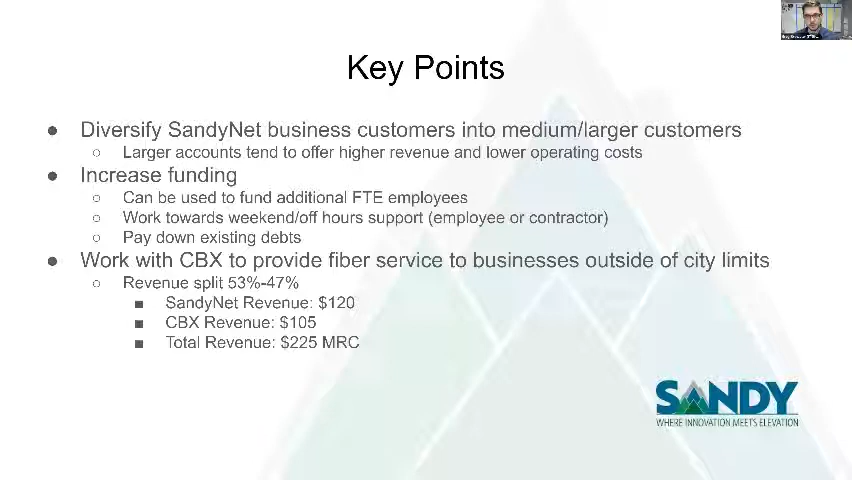 Key Points
● Diversify SandyNet business customers into medium/larger customers
○ Larger accounts tend to offer higher revenue and lower operating costs
● Increase funding
○ Can be used to fund additional FTE employees
○ Work towards weekend/off hours support (employee or contractor)
○ Pay down existing debts
● Work with CBX to provide fiber service to businesses outside of city limits
○ Revenue split 53%-47%
■ SandyNet Revenue: $120
■ CBX Revenue: $105
■ Total Revenue: $225 MRC
SANDY
WHERE INNOVATION MEETS ELEVATION